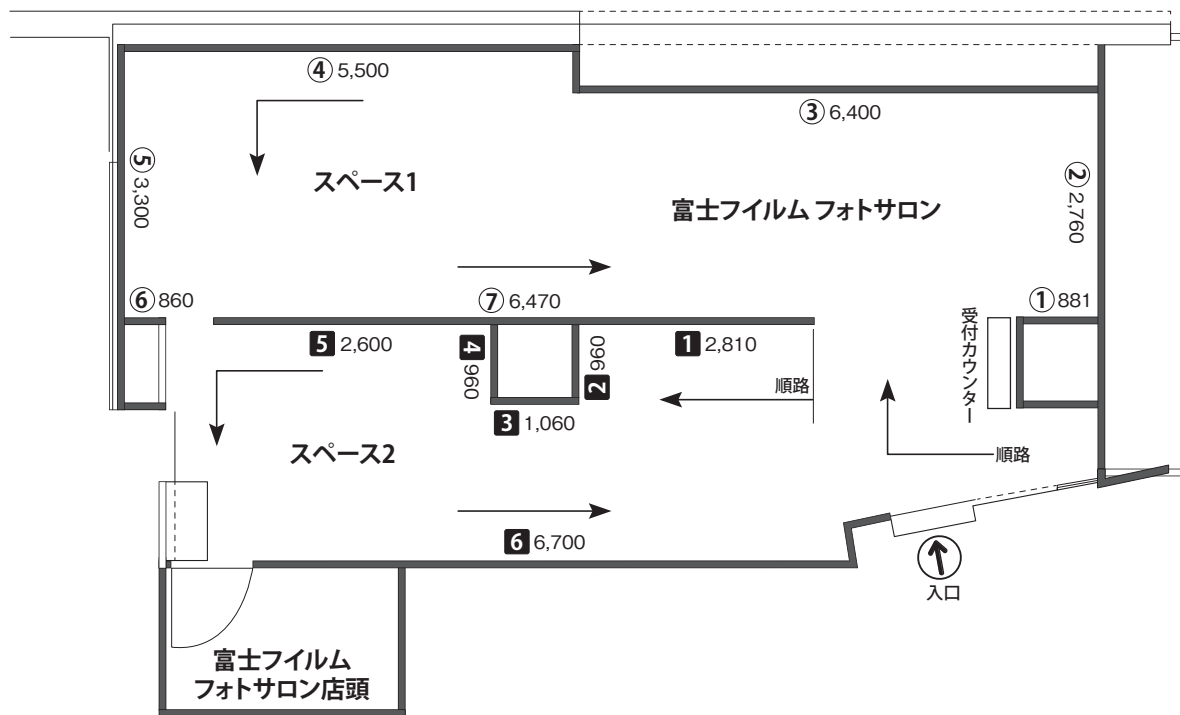 ④ 5,500
③ 6,400
⑤ 3,300
スペース1
② 2,760
富士フイルム フォトサロン
⑥ 860
⑦ 6,470
① 881
受付カウンター
5 2,600
4 960
2 960
1 2,810
順路
3 1,060
スペース2
順路
6 6,700
入口
富士フイルム
フォトサロン店頭